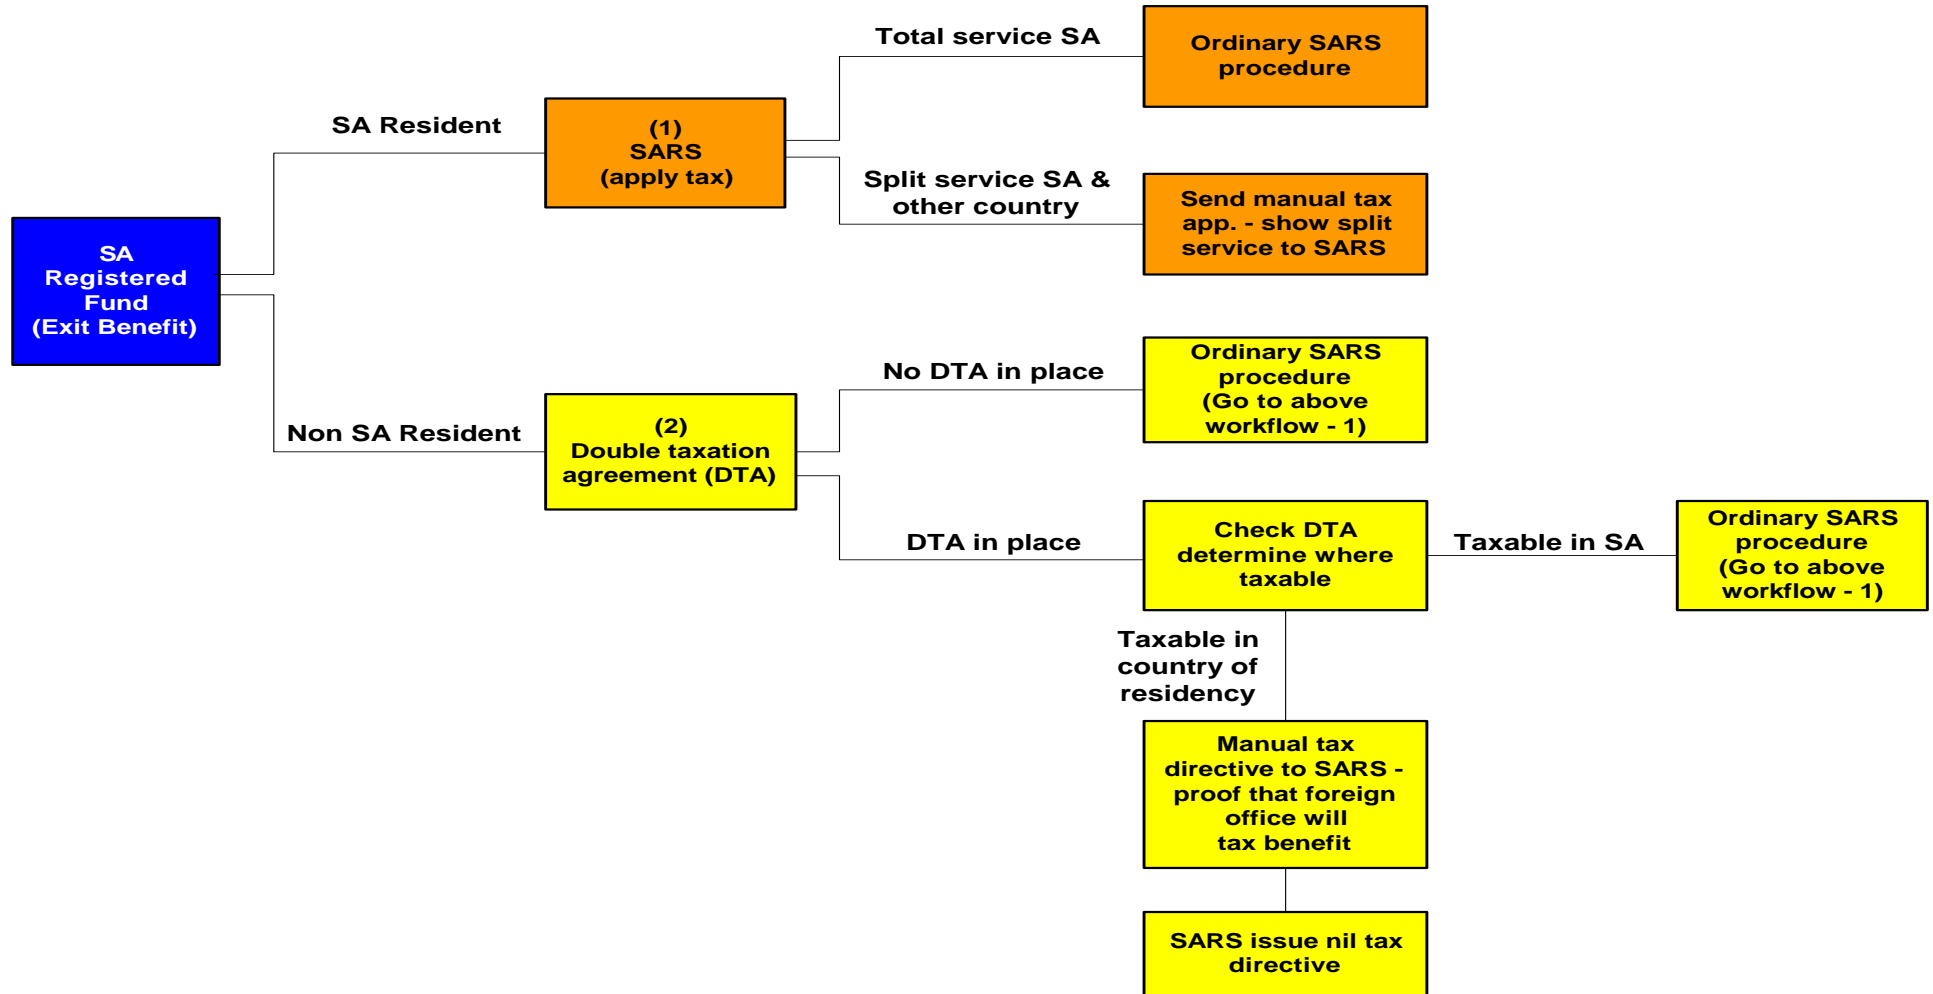 Total service SA
Ordinary SARS
procedure
SA Resident
(1)
SARS
(apply tax)
Split service SA &
other country
Send manual tax
app. - show split
service to SARS
SA
Registered
Fund
(Exit Benefit)
No DTA in place
Ordinary SARS
procedure
(Go to above
workflow - 1)
Non SA Resident
(2)
Double taxation
agreement (DTA)
DTA in place
Check DTA
determine where
taxable
Taxable in SA
Ordinary SARS
procedure
(Go to above
workflow - 1)
Taxable in
country of
residency
Manual tax
directive to SARS -
proof that foreign
office will
tax benefit
SARS issue nil tax
directive